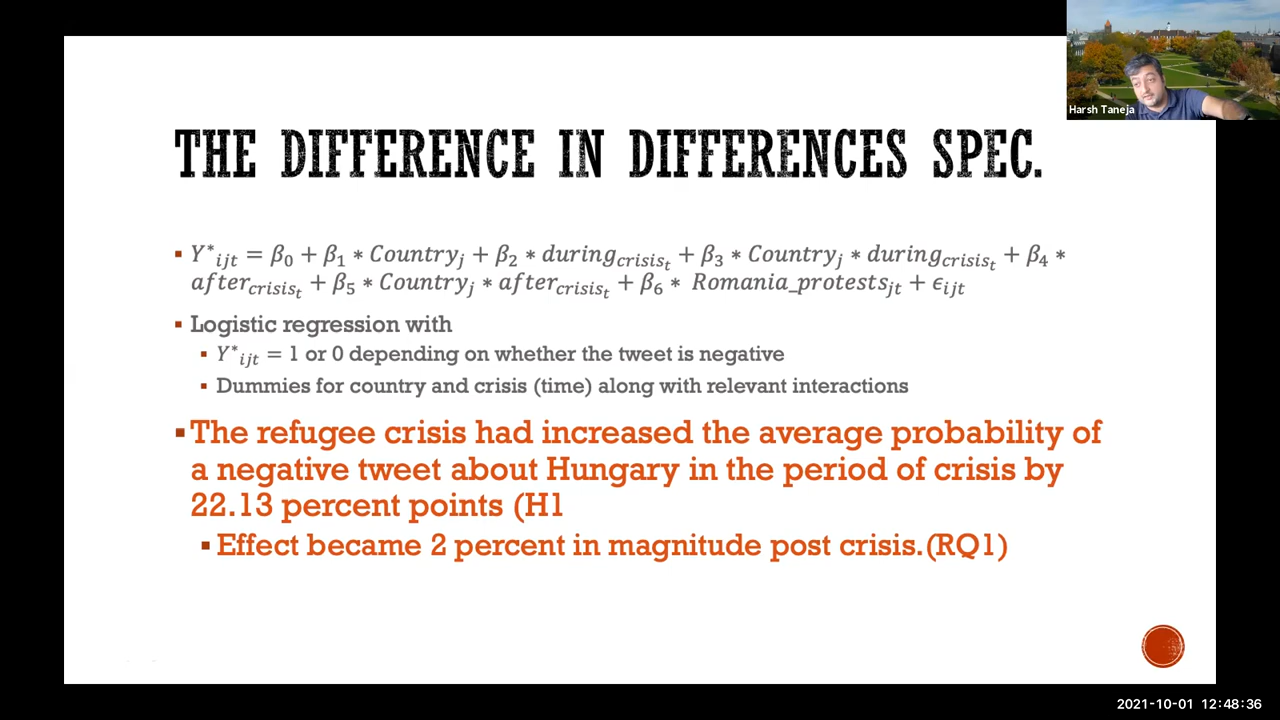 Harsh Taneja
THE DIFFERENCE IN DIFFERENCES SPEC.
▪ Y*ᵢⱼₜ = β₀ + β₁ * Countryⱼ + β₂ * during_crisisₜ + β₃ * Countryⱼ * during_crisisₜ + β₄ *
after_crisisₜ + β₅ * Countryⱼ * after_crisisₜ + β₆ * Romania_protestsⱼₜ + ϵᵢⱼₜ
▪ Logistic regression with
▪ Y*ᵢⱼₜ = 1 or 0 depending on whether the tweet is negative
▪ Dummies for country and crisis (time) along with relevant interactions
▪ The refugee crisis had increased the average probability of
a negative tweet about Hungary in the period of crisis by
22.13 percent points (H1
▪ Effect became 2 percent in magnitude post crisis.(RQ1)
2021-10-01 12:48:36